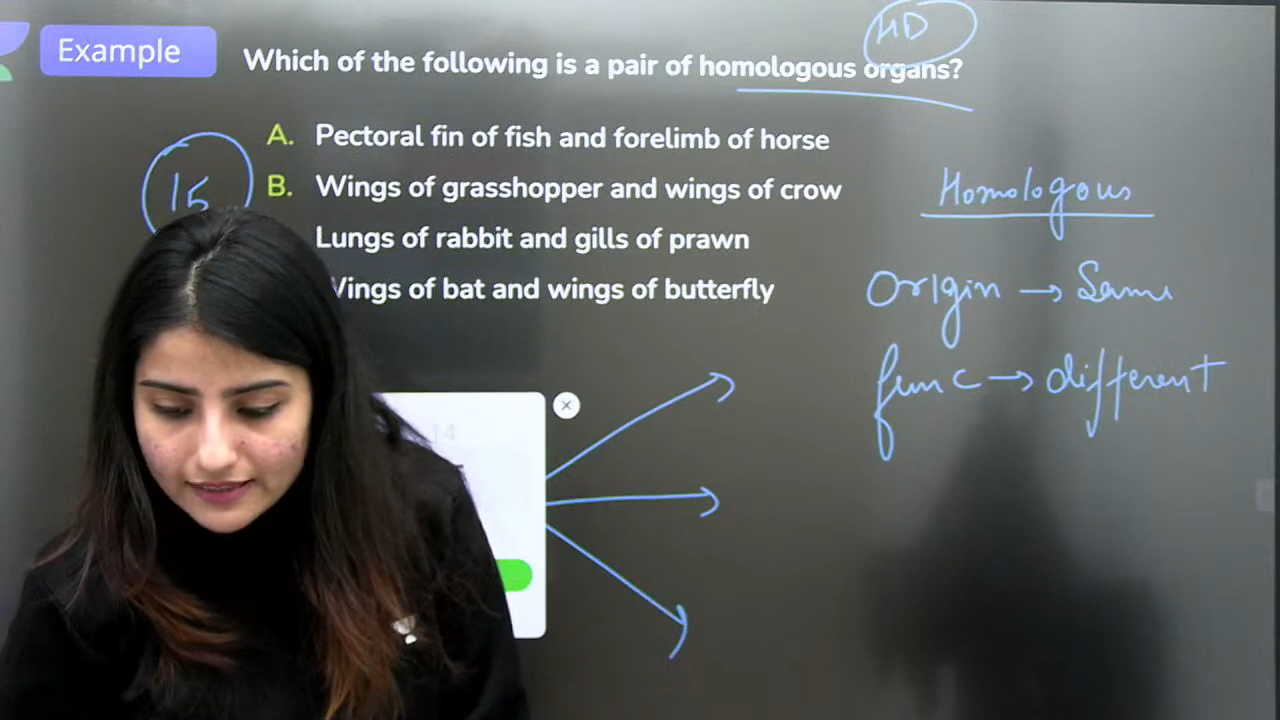 HD
Example
Which of the following is a pair of homologous organs?
A. Pectoral fin of fish and forelimb of horse
B. Wings of grasshopper and wings of crow
Lungs of rabbit and gills of prawn
Wings of bat and wings of butterfly
15
14
Homologous
Origin → Same
func → different